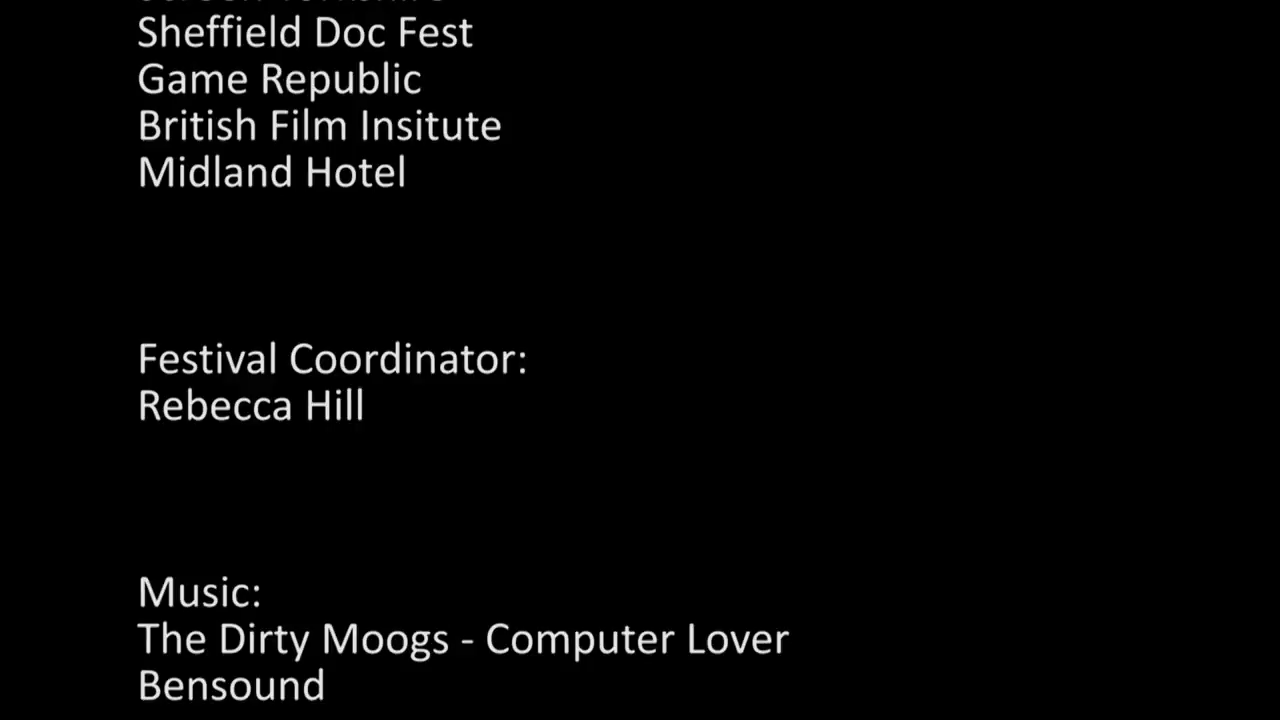 Sheffield Doc Fest
Game Republic
British Film Insitute
Midland Hotel
Festival Coordinator:
Rebecca Hill
Music:
The Dirty Moogs - Computer Lover
Bensound